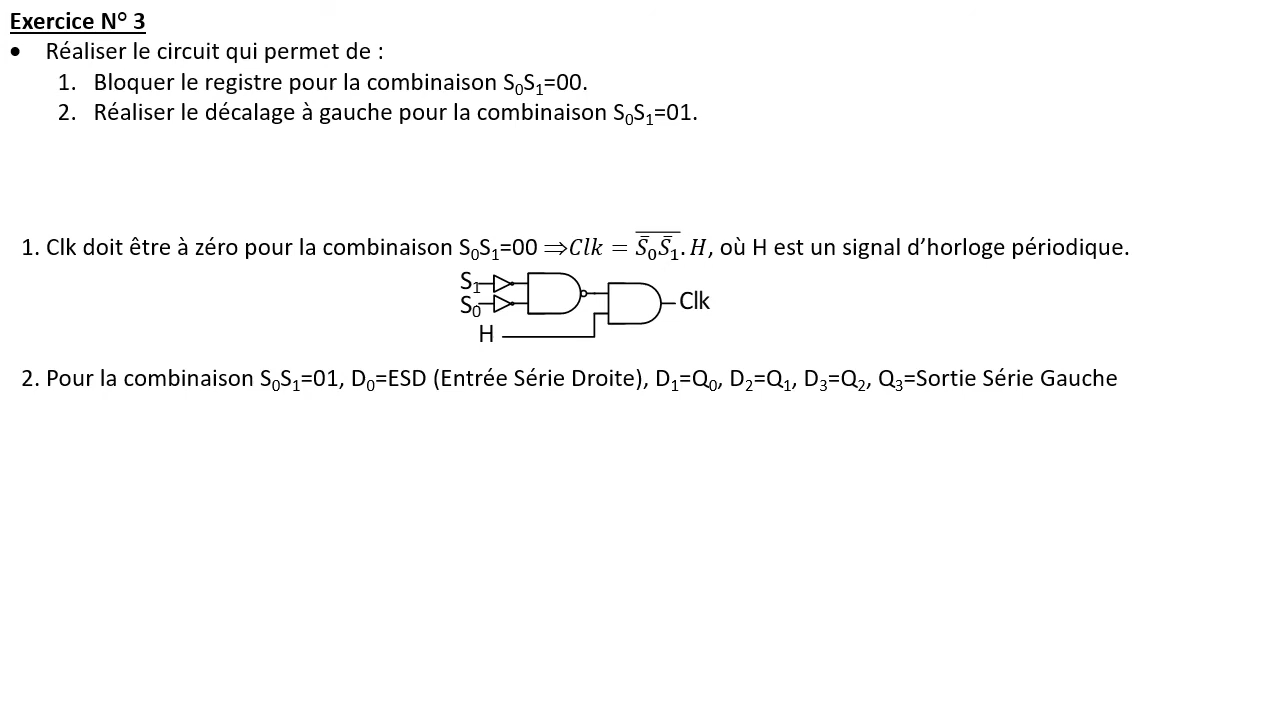 Exercice N° 3
• Réaliser le circuit qui permet de :
1. Bloquer le registre pour la combinaison S₀S₁=00.
2. Réaliser le décalage à gauche pour la combinaison S₀S₁=01.
1. Clk doit être à zéro pour la combinaison S₀S₁=00 ⟹ Clk = \overline{S̄₀S̄₁}.H, où H est un signal d’horloge périodique.
S₁
S₀
Clk
H
2. Pour la combinaison S₀S₁=01, D₀=ESD (Entrée Série Droite), D₁=Q₀, D₂=Q₁, D₃=Q₂, Q₃=Sortie Série Gauche